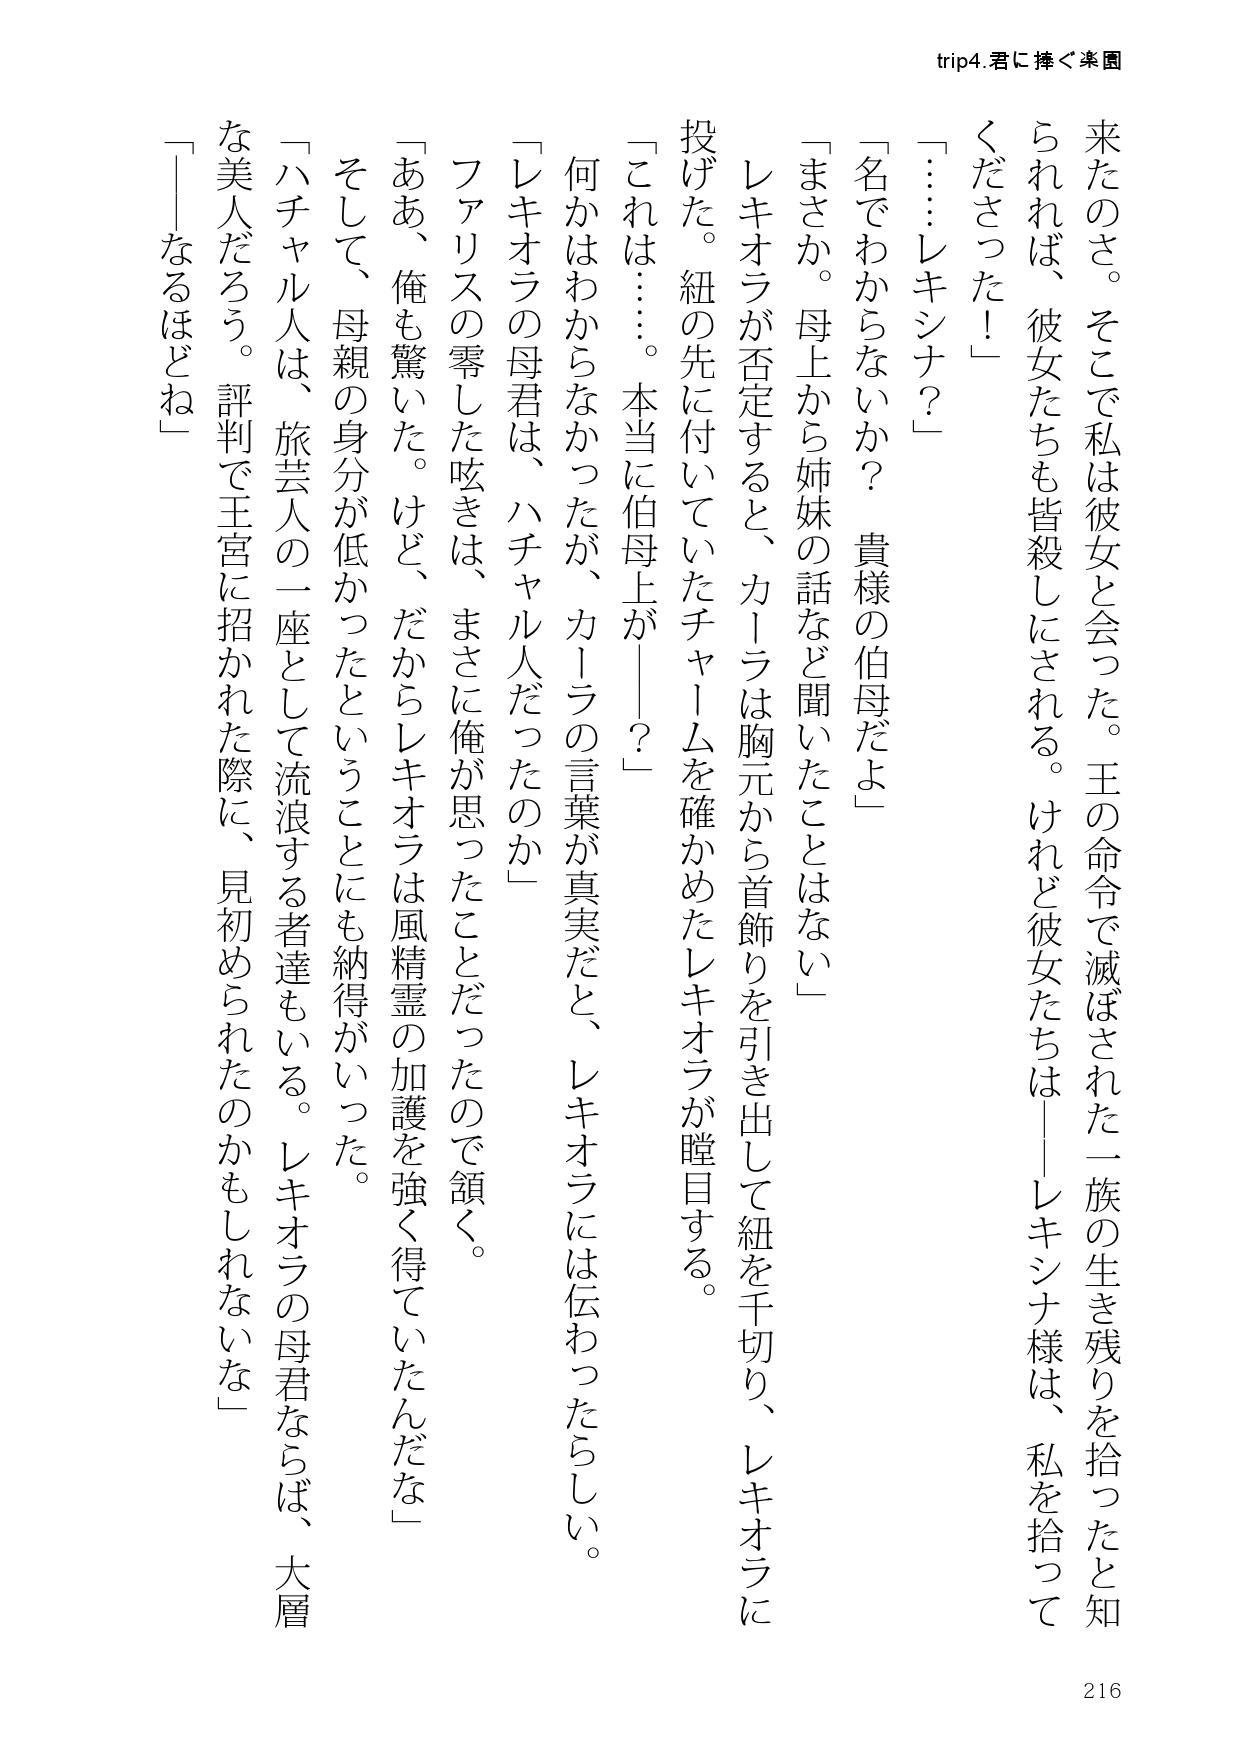 trip4.君に捧ぐ楽園
来たのさ。そこで私は彼女と会った。王の命令で滅ぼされた一族の生き残りを拾ったと知
られれば、彼女たちも皆殺しにされる。けれど彼女たちは――レキシナ様は、私を拾って
くださった！」
「……レキシナ？」
「名でわからないか？　貴様の伯母だよ」
「まさか。母上から姉妹の話など聞いたことはない」
　レキオラが否定すると、カーラは胸元から首飾りを引き出して紐を千切り、レキオラに
投げた。紐の先に付いていたチャームを確かめたレキオラが瞠目する。
「これは……。本当に伯母上が――？」
　何かはわからなかったが、カーラの言葉が真実だと、レキオラには伝わったらしい。
「レキオラの母君は、ハチャル人だったのか」
　ファリスの零した呟きは、まさに俺が思ったことだったので頷く。
「ああ、俺も驚いた。けど、だからレキオラは風精霊の加護を強く得ていたんだな」
　そして、母親の身分が低かったということにも納得がいった。
「ハチャル人は、旅芸人の一座として流浪する者達もいる。レキオラの母君ならば、大層
な美人だろう。評判で王宮に招かれた際に、見初められたのかもしれないな」
「――なるほどね」
216